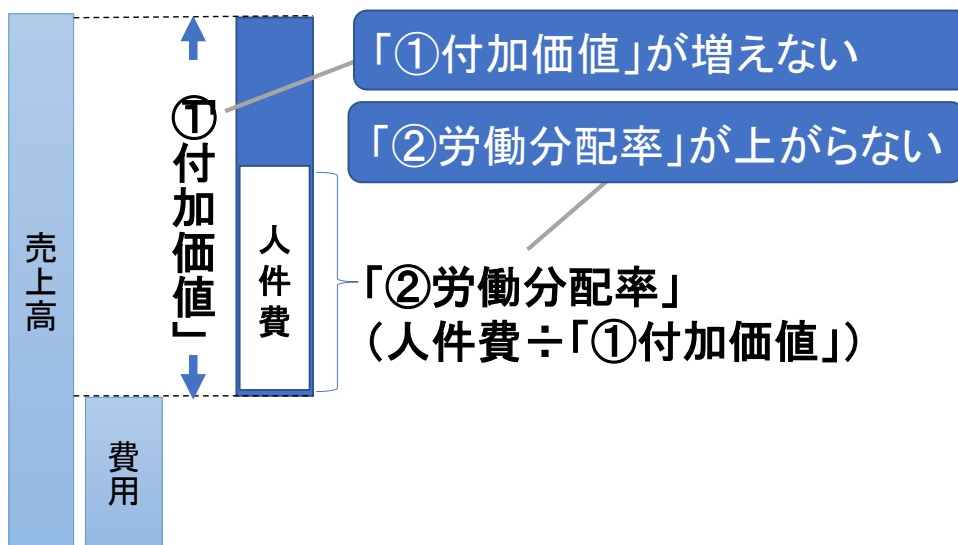 「①付加価値」が増えない
「②労働分配率」が上がらない
売上高
「①付加価値」
人件費
「②労働分配率」
（人件費÷「①付加価値」）
費用